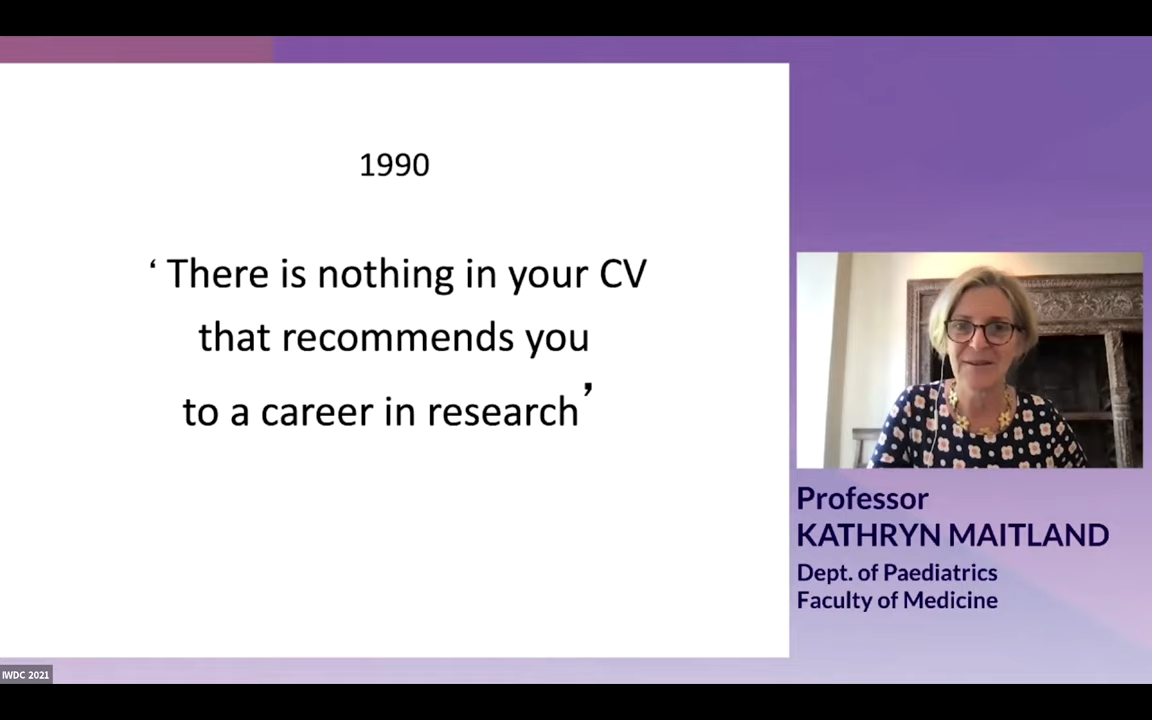 1990
‘ There is nothing in your CV
that recommends you
to a career in research’
Professor
KATHRYN MAITLAND
Dept. of Paediatrics
Faculty of Medicine
IWDC 2021